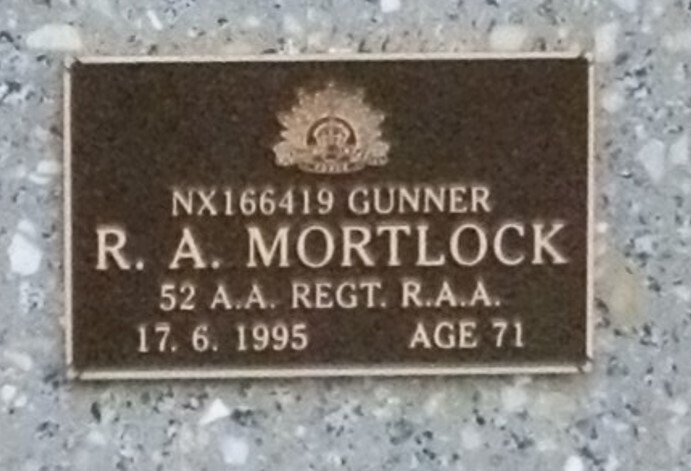 NX166419 GUNNER
R. A. MORTLOCK
52 A.A. REGT. R.A.A.
17. 6. 1995 AGE 71